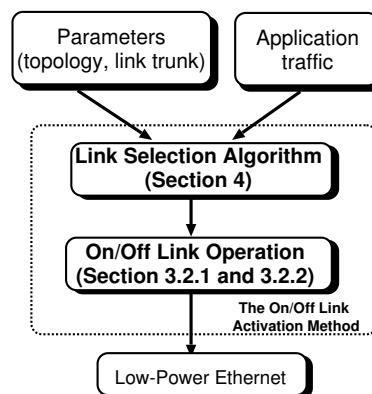 Parameters
(topology, link trunk)
Application
traffic
Link Selection Algorithm
(Section 4)
On/Off Link Operation
(Section 3.2.1 and 3.2.2)
The On/Off Link
Activation Method
Low-Power Ethernet